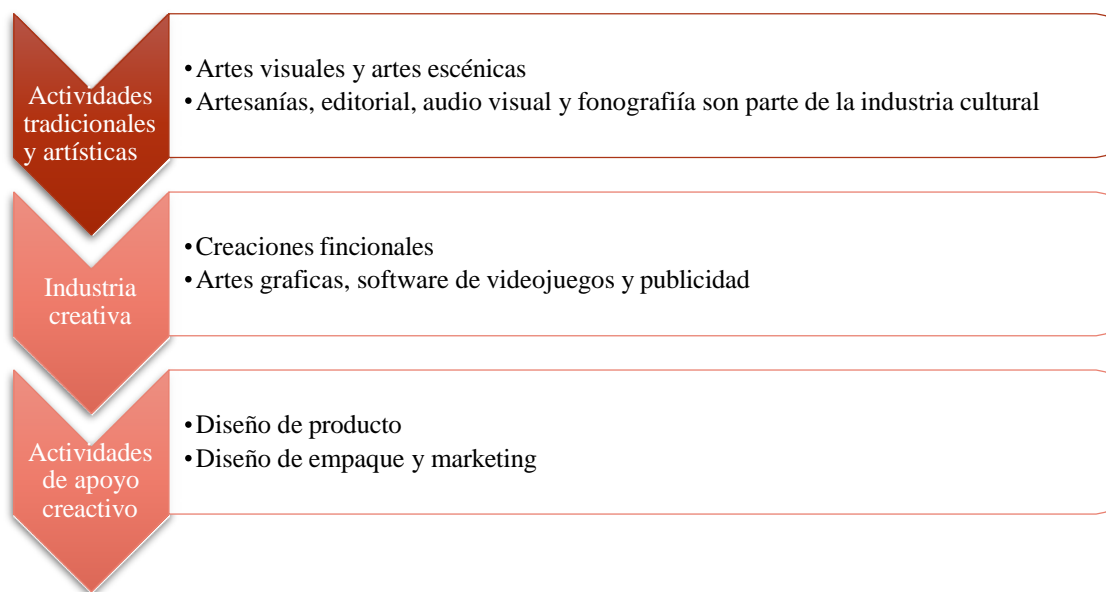 Actividades
tradicionales
y artísticas
•Artes visuales y artes escénicas
•Artesanías, editorial, audio visual y fonografiía son parte de la industria cultural
Industria
creativa
•Creaciones fincionales
•Artes graficas, software de videojuegos y publicidad
Actividades
de apoyo
creactivo
•Diseño de producto
•Diseño de empaque y marketing